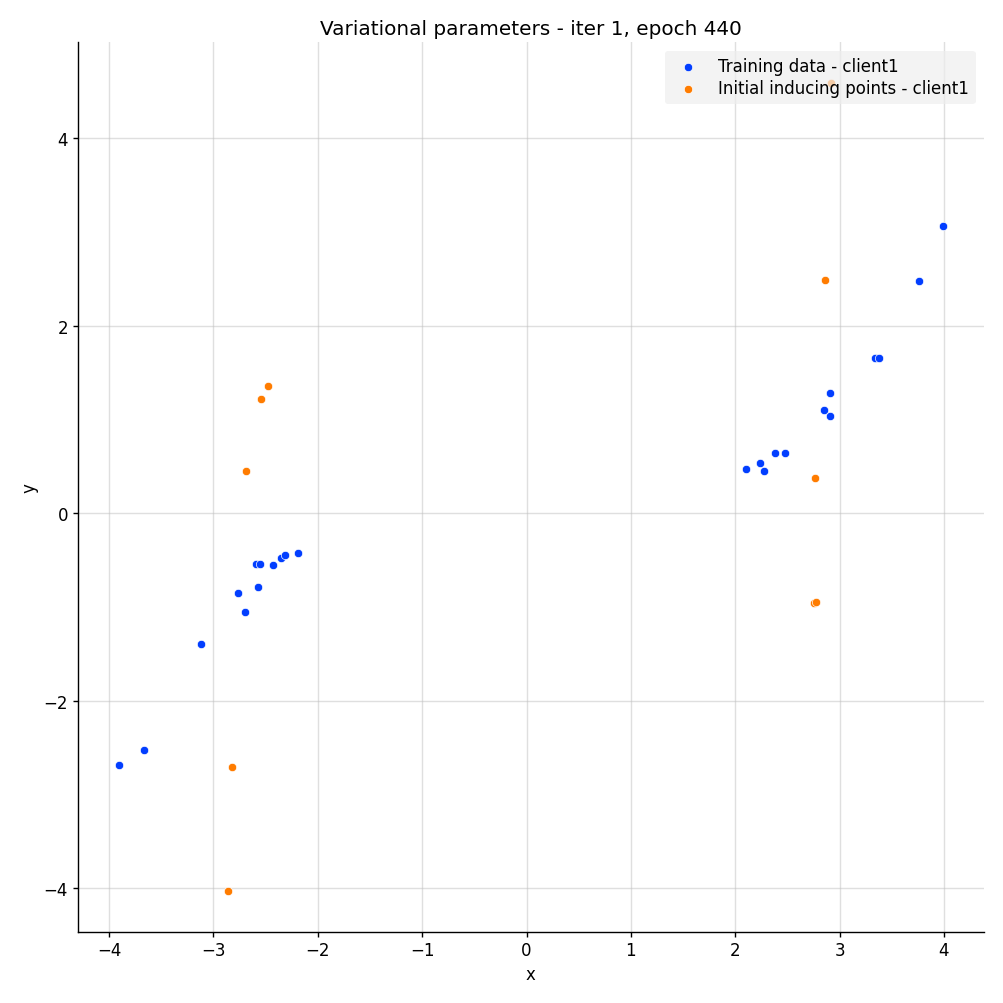 Variational parameters - iter 1, epoch 440
Training data - client1
Initial inducing points - client1
4
2
0
−2
−4
y
−4 −3 −2 −1 0 1 2 3 4
x